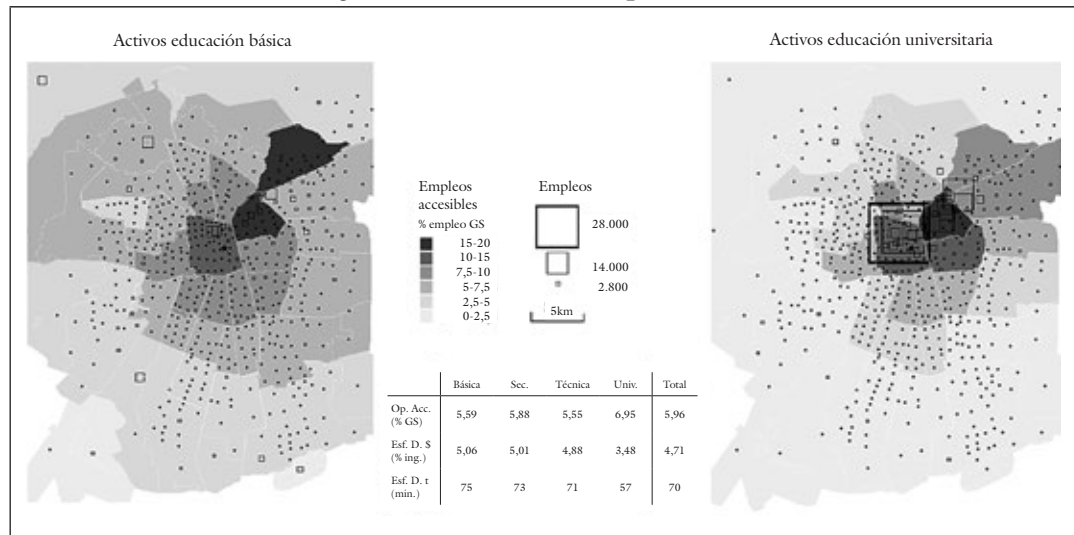 Activos educación básica
Activos educación universitaria
Empleos
accesibles
% empleo GS
15-20
10-15
7,5-10
5-7,5
2,5-5
0-2,5
Empleos
28.000
14.000
2.800
5km
Básica Sec. Técnica Univ. Total
Op. Acc.
(% GS) 5,59 5,88 5,55 6,95 5,96
Esf. D. $
(% ing.) 5,06 5,01 4,88 3,48 4,71
Esf. D. t
(min.) 75 73 71 57 70